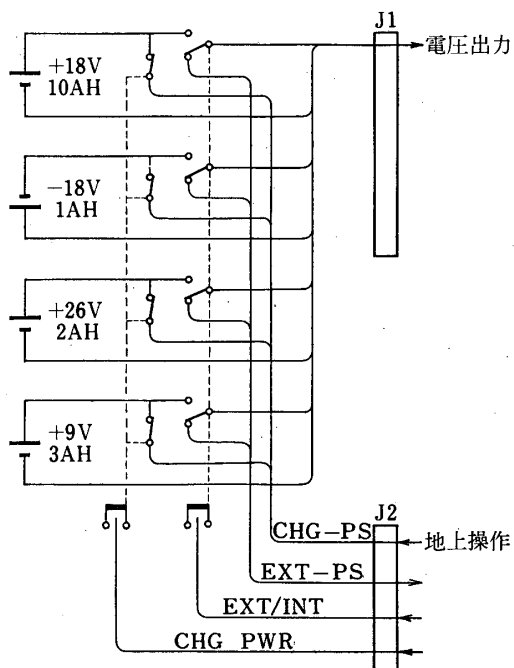 J1
電圧出力
+18V
10AH
−18V
1AH
+26V
2AH
+9V
3AH
J2
CHG−PS
地上操作
EXT−PS
EXT/INT
CHG PWR